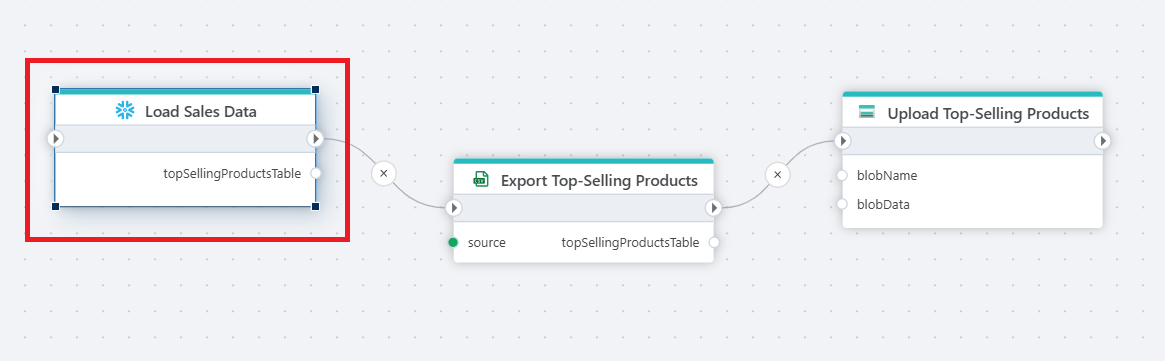 Load Sales Data
topSellingProductsTable
Export Top-Selling Products
source
topSellingProductsTable
Upload Top-Selling Products
blobName
blobData